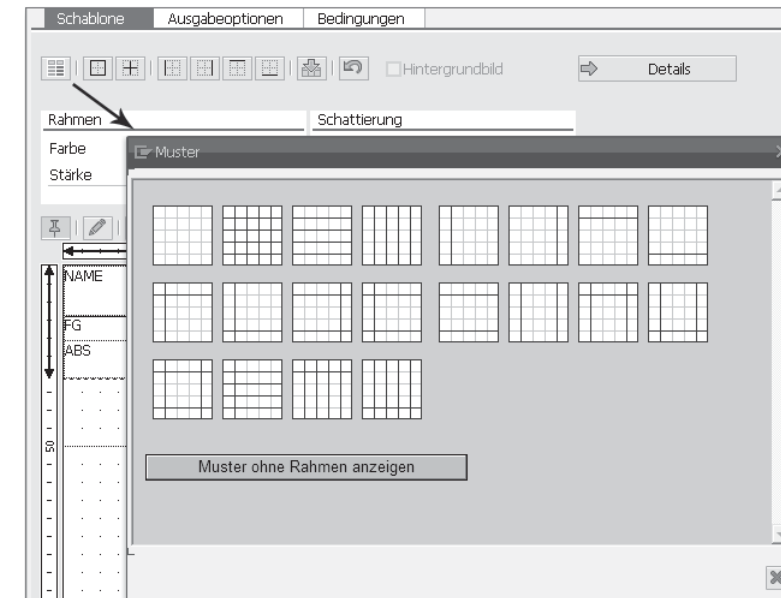 Schablone Ausgabeoptionen Bedingungen
Hintergrundbild Details
Rahmen Schattierung
Farbe
Stärke
Muster
NAME
FG
ABS
50
Muster ohne Rahmen anzeigen